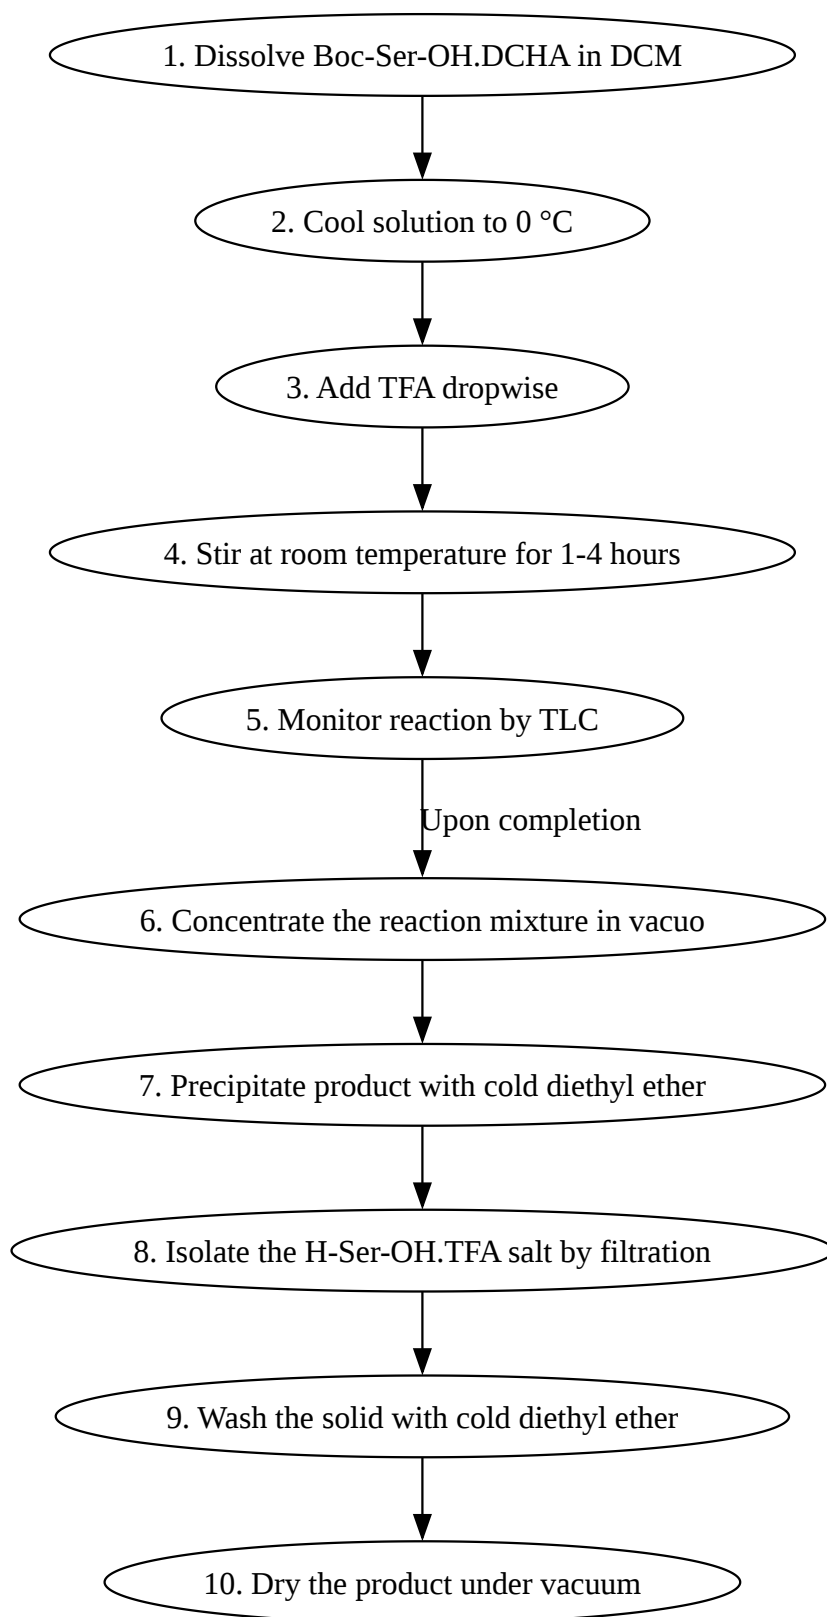 1. Dissolve Boc-Ser-OH.DCHA in DCM
2. Cool solution to 0 °C
3. Add TFA dropwise
4. Stir at room temperature for 1-4 hours
5. Monitor reaction by TLC
Upon completion
6. Concentrate the reaction mixture in vacuo
7. Precipitate product with cold diethyl ether
8. Isolate the H-Ser-OH.TFA salt by filtration
9. Wash the solid with cold diethyl ether
10. Dry the product under vacuum